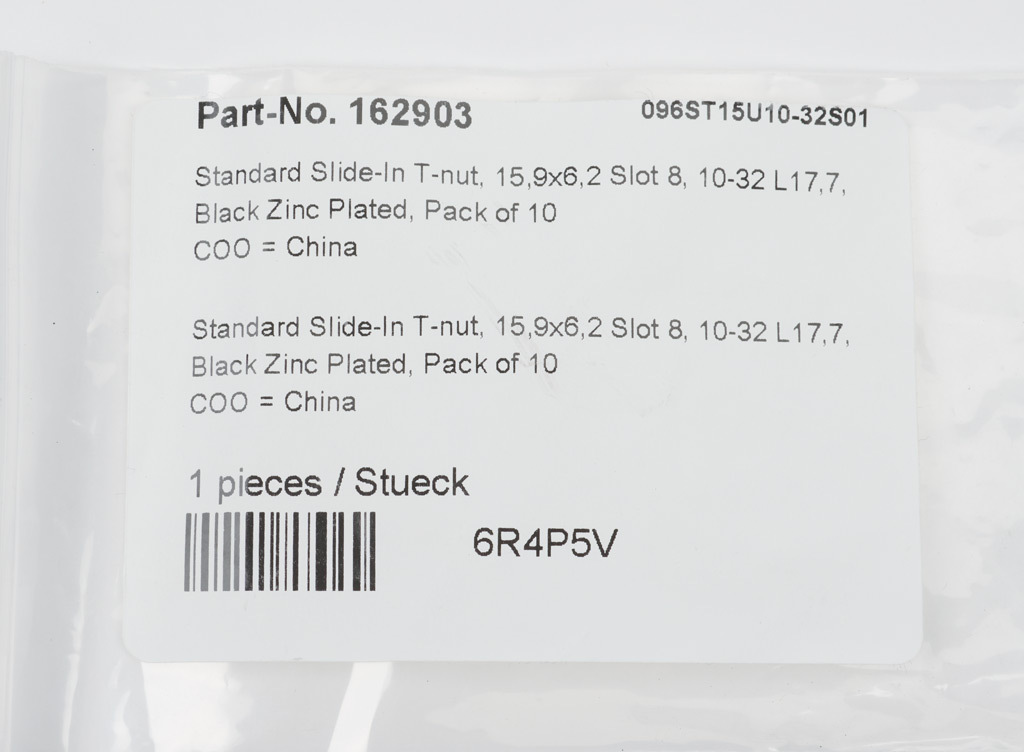 Part-No. 162903 096ST15U10-32S01
Standard Slide-In T-nut, 15,9x6,2 Slot 8, 10-32 L17,7,
Black Zinc Plated, Pack of 10
COO = China
Standard Slide-In T-nut, 15,9x6,2 Slot 8, 10-32 L17,7,
Black Zinc Plated, Pack of 10
COO = China
1 pieces / Stueck
6R4P5V